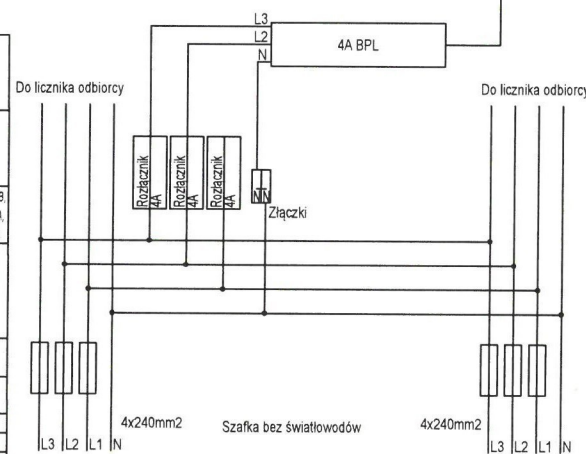 L3
L2
N
4A BPL
Do licznika odbiorcy
Do licznika odbiorcy
Rozłącznik
4A
Rozłącznik
4A
Rozłącznik
4A
N N
Złączki
4x240mm2
Szafka bez światłowodów
4x240mm2
L3 L2 L1 N
L3 L2 L1 N